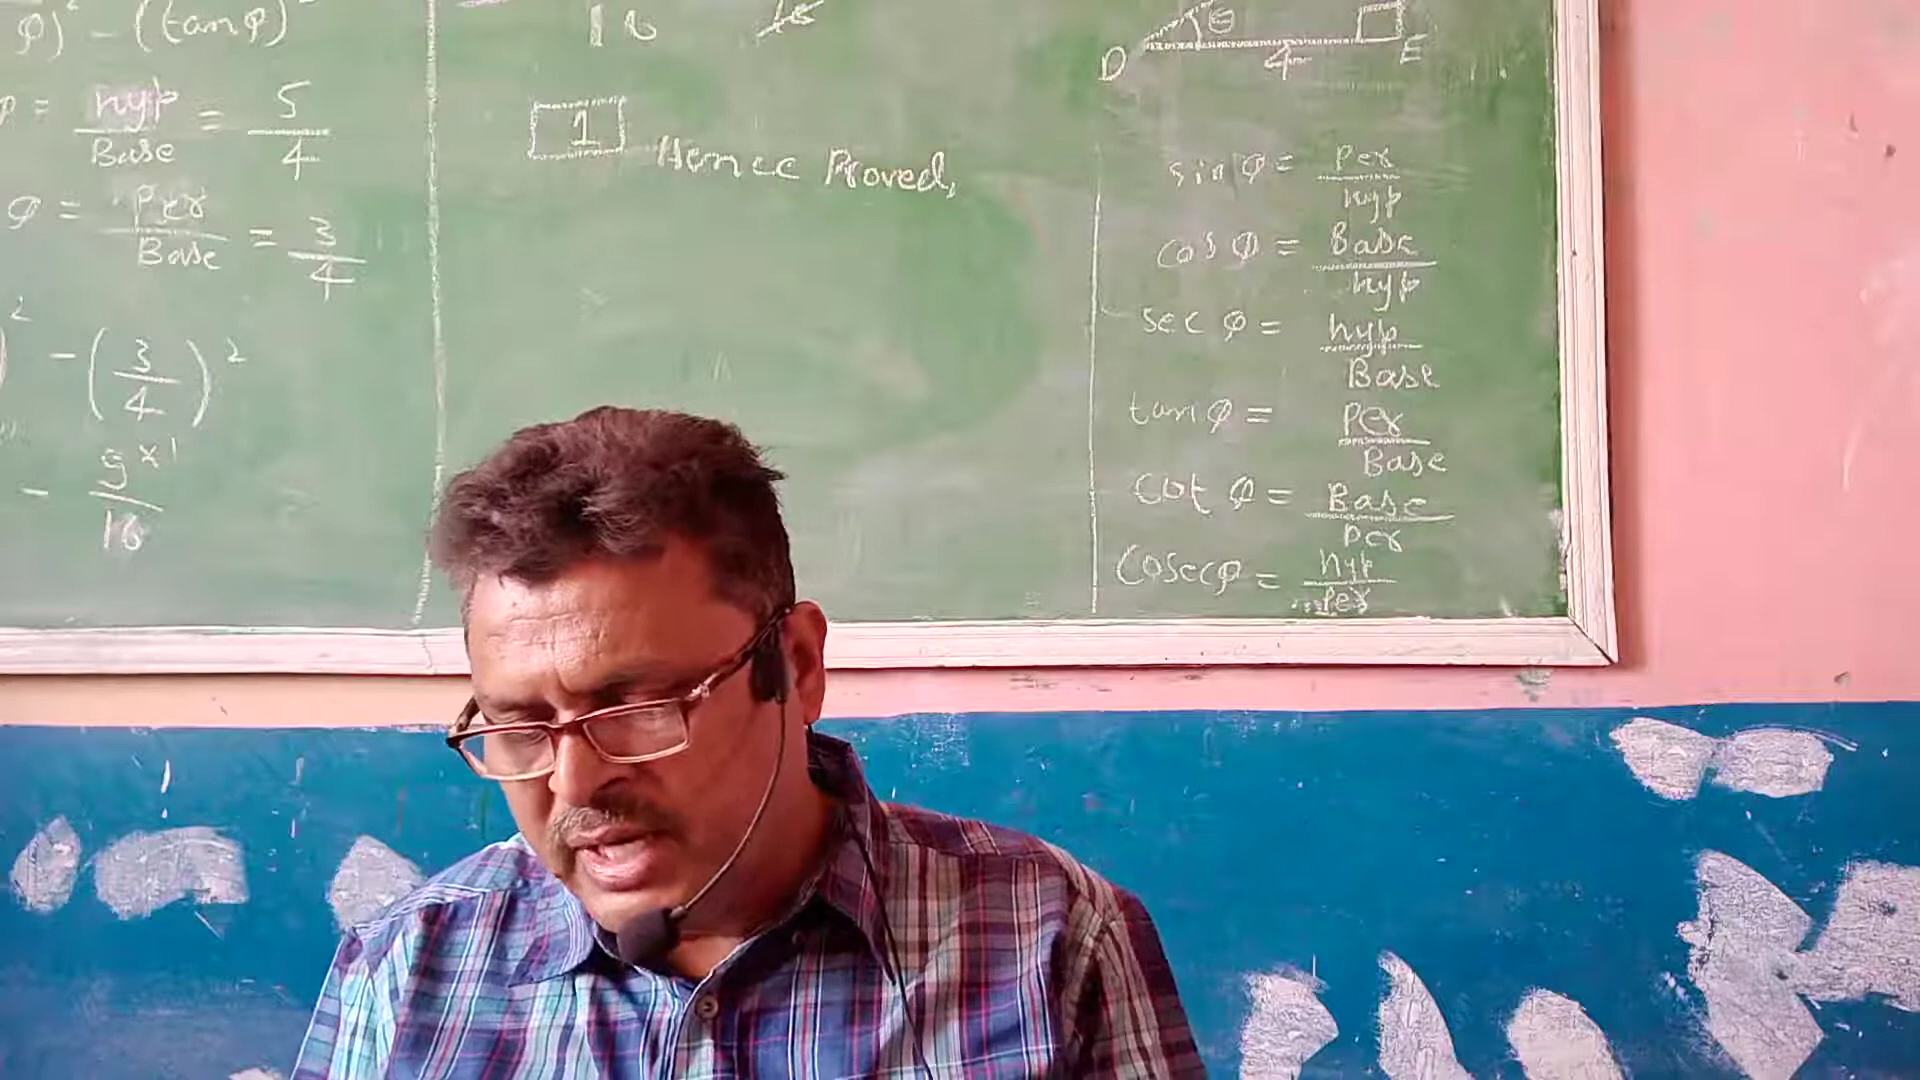 φ)² − (tanφ)²
φ = hyp/Base = 5/4
φ = Per/Base = 3/4
)² − (3/4)²
− 9×1/16
16
1
Hence Proved,
θ
D 4 E
sin φ = Per/hyp
cos φ = Base/hyp
sec φ = hyp/Base
tan φ = Per/Base
cot φ = Base/Per
Cosec φ = hyp/Per